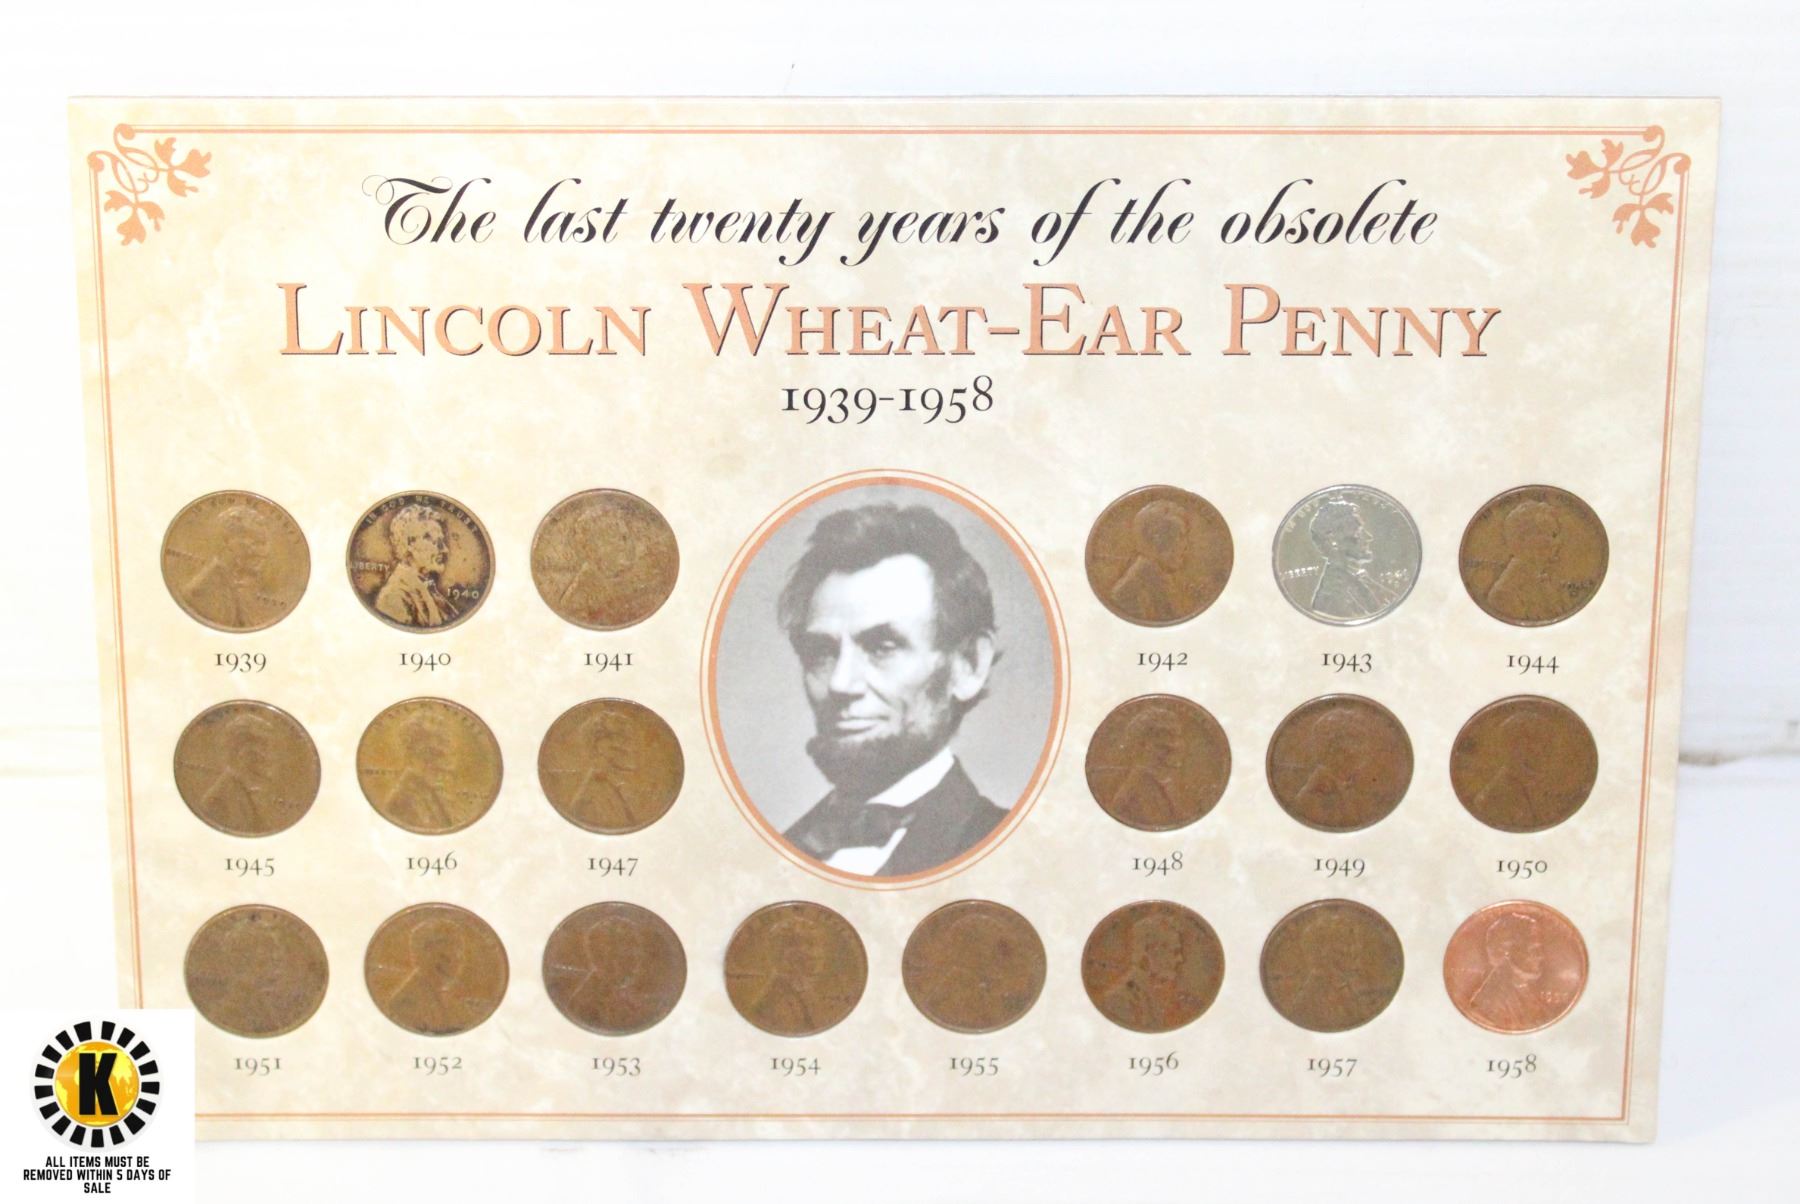 The last twenty years of the obsolete
LINCOLN WHEAT-EAR PENNY
1939-1958
LIBERTY
1940
1939 1940 1941 1942 1943 1944
1945 1946 1947 1948 1949 1950
1951 1952 1953 1954 1955 1956 1957 1958
K
ALL ITEMS MUST BE
REMOVED WITHIN 5 DAYS OF
SALE